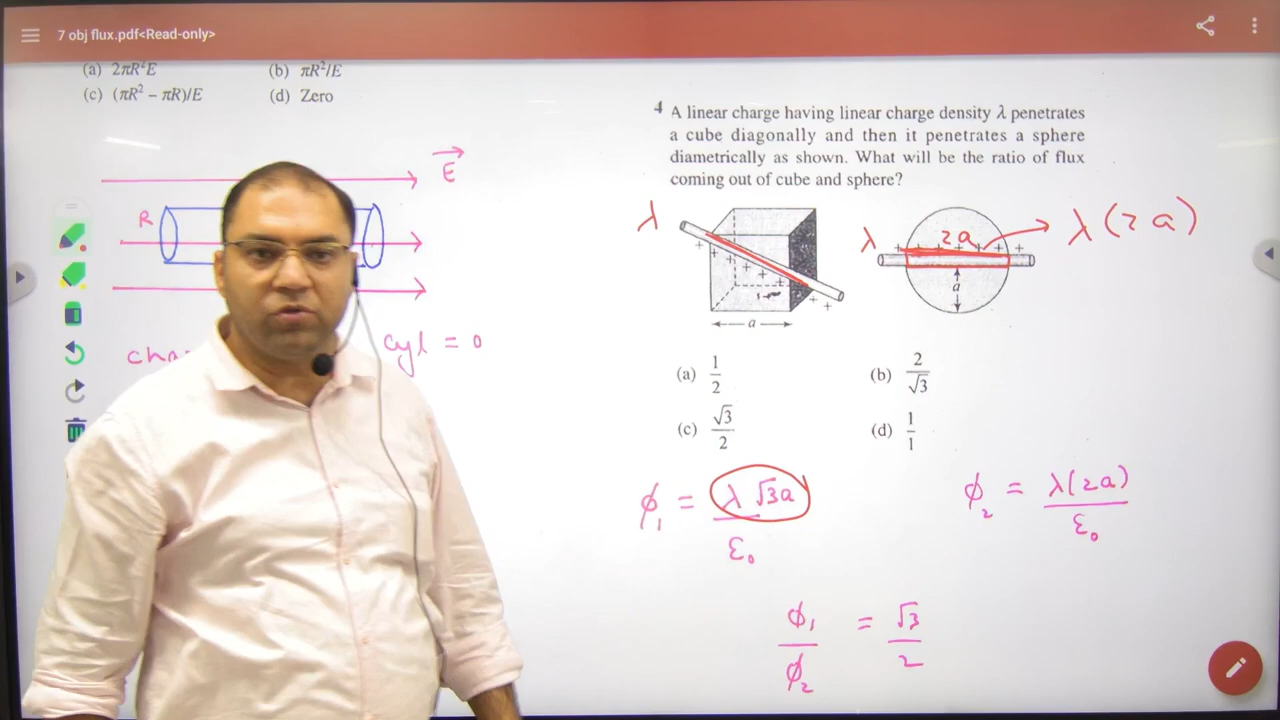 7 obj flux.pdf<Read-only>
(a) 2πR²E (b) πR²/E
(c) (πR² − πR)/E (d) Zero
E
R
cyl = 0
4 A linear charge having linear charge density λ penetrates
a cube diagonally and then it penetrates a sphere
diametrically as shown. What will be the ratio of flux
coming out of cube and sphere?
λ
λ
2a
λ(2a)
+ + + + + + + +
a
a
(a) 1/2 (b) 2/√3
(c) √3/2 (d) 1/1
ϕ₁ = λ √3a / ε₀
ϕ₂ = λ(2a) / ε₀
ϕ₁/ϕ₂ = √3/2